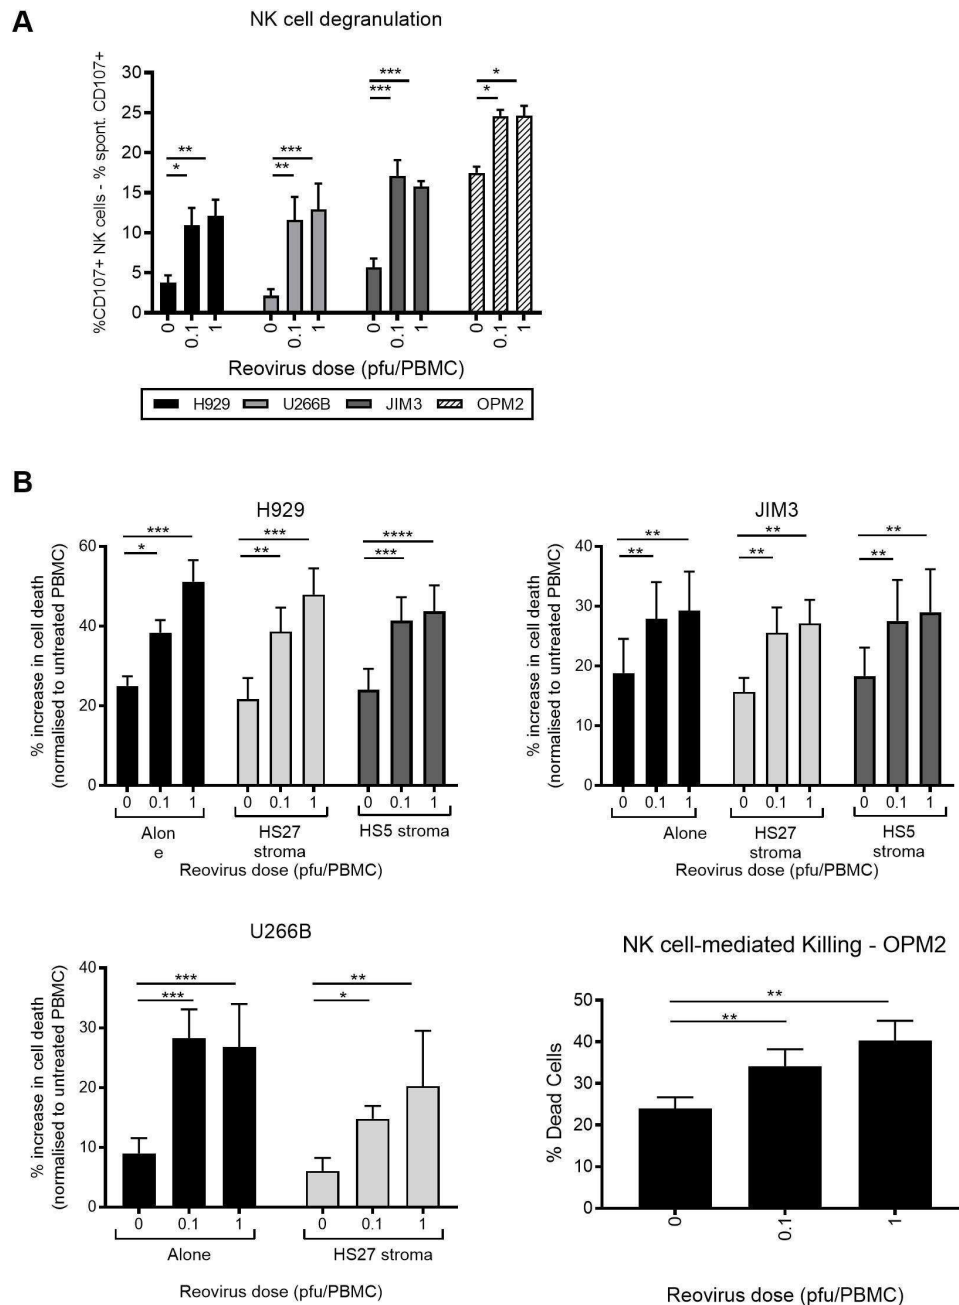 A
NK cell degranulation
%CD107+ NK cells - % spont. CD107+
30
25
20
15
10
5
0
** * *** ** *** *** * *
0 0.1 1 0 0.1 1 0 0.1 1 0 0.1 1
Reovirus dose (pfu/PBMC)
H929 U266B JIM3 OPM2
B
H929
% increase in cell death
(normalised to untreated PBMC)
60
40
20
0
*** *** ****
* ** ***
0 0.1 1 0 0.1 1 0 0.1 1
Alon
e
HS27
stroma
HS5 stroma
Reovirus dose (pfu/PBMC)
JIM3
% increase in cell death
(normalised to untreated PBMC)
40
30
20
10
0
** ** **
** ** **
0 0.1 1 0 0.1 1 0 0.1 1
Alone
HS27
stroma
HS5
stroma
Reovirus dose (pfu/PBMC)
U266B
% increase in cell death
(normalised to untreated PBMC)
40
30
20
10
0
*** **
*** *
0 0.1 1 0 0.1 1
Alone HS27 stroma
Reovirus dose (pfu/PBMC)
NK cell-mediated Killing - OPM2
% Dead Cells
50
40
30
20
10
0
**
**
0 0.1 1
Reovirus dose (pfu/PBMC)